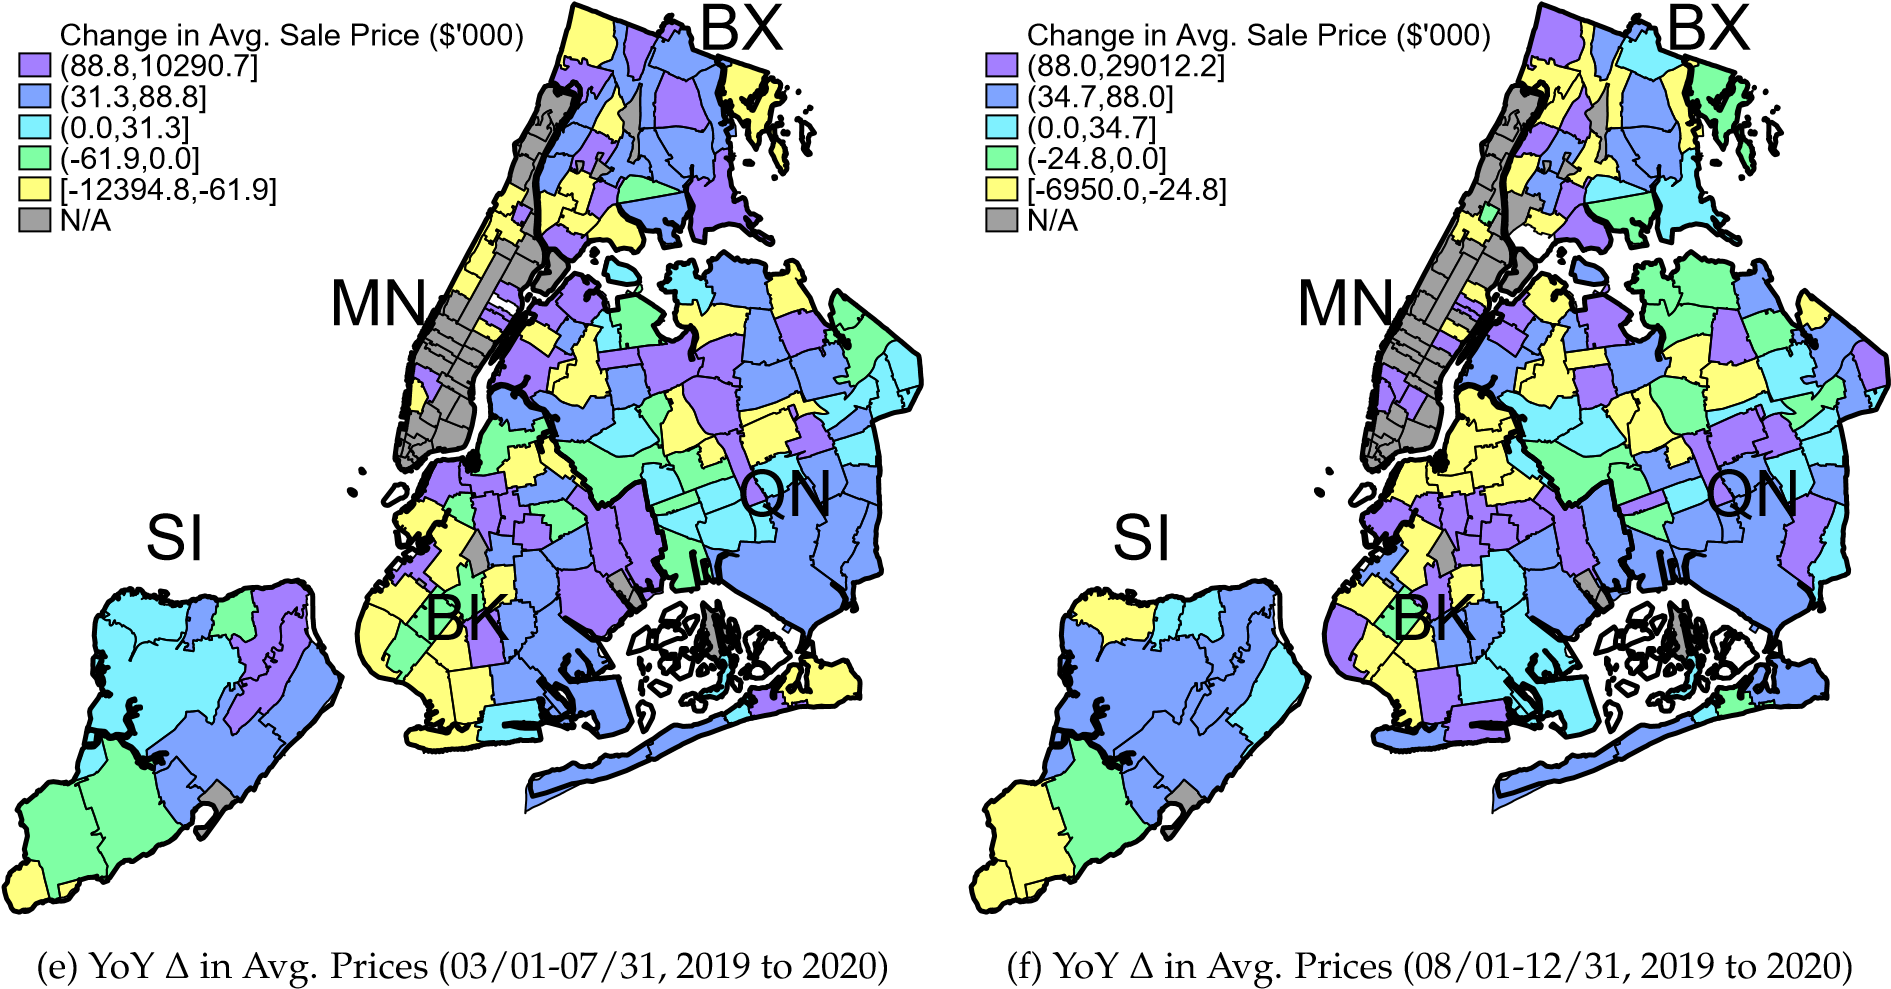 Change in Avg. Sale Price ($'000)
(88.8,10290.7]
(31.3,88.8]
(0.0,31.3]
(-61.9,0.0]
[-12394.8,-61.9]
N/A
BX
MN
QN
SI
BK
(e) YoY Δ in Avg. Prices (03/01-07/31, 2019 to 2020)
Change in Avg. Sale Price ($'000)
(88.0,29012.2]
(34.7,88.0]
(0.0,34.7]
(-24.8,0.0]
[-6950.0,-24.8]
N/A
BX
MN
QN
SI
BK
(f) YoY Δ in Avg. Prices (08/01-12/31, 2019 to 2020)